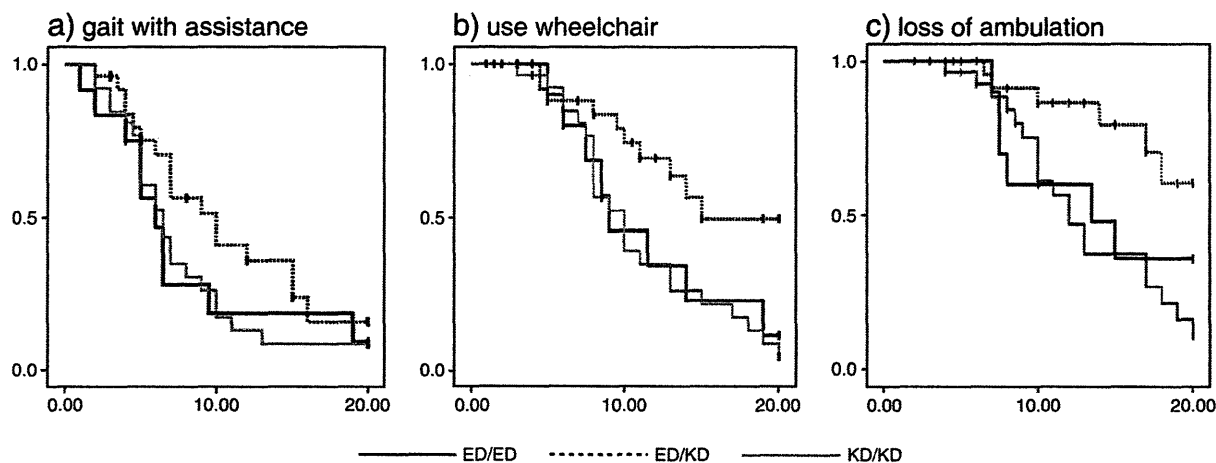 a) gait with assistance
b) use wheelchair
c) loss of ambulation
1.0
0.5
0.0
0.00 10.00 20.00
1.0
0.5
0.0
0.00 10.00 20.00
1.0
0.5
0.0
0.00 10.00 20.00
ED/ED ED/KD KD/KD